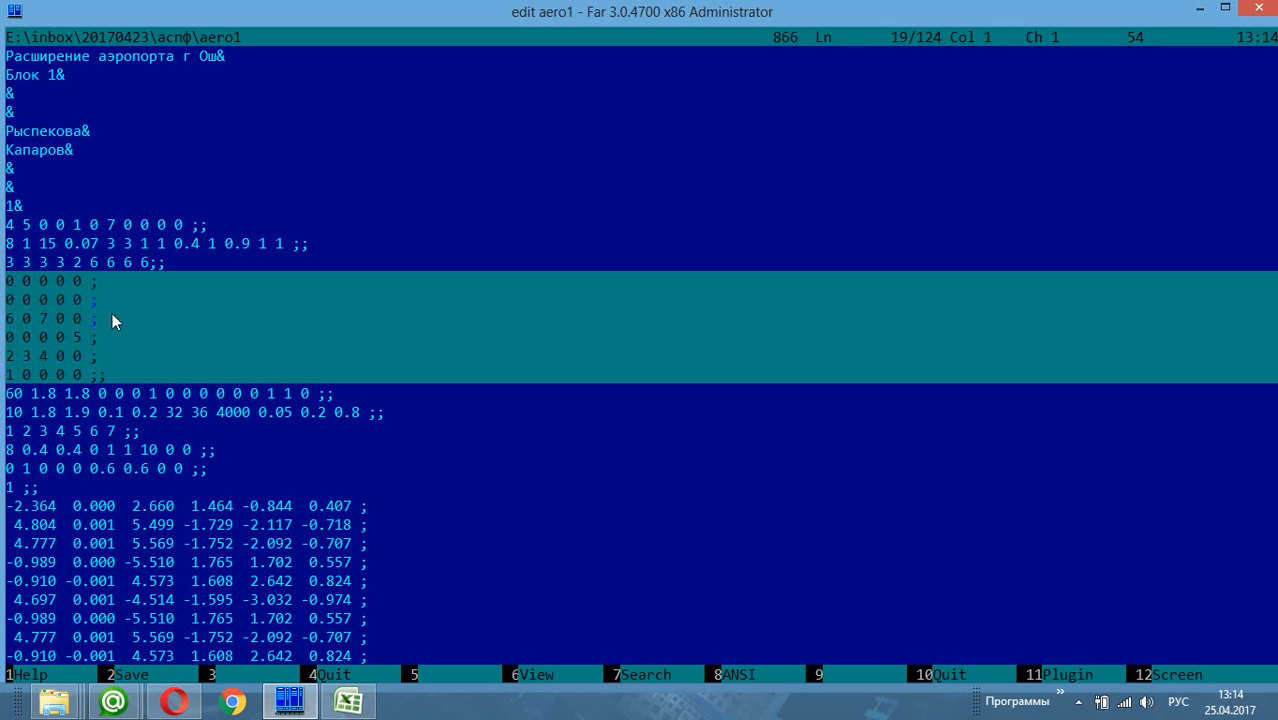 edit aero1 - Far 3.0.4700 x86 Administrator
E:\inbox\20170423\аспф\aero1 866 Ln 19/124 Col 1 Ch 1 54 13:14
Расширение аэропорта г Ош&
Блок 1&
&
&
Рыспекова&
Капаров&
&
&
1&
4 5 0 0 1 0 7 0 0 0 0 ;;
8 1 15 0.07 3 3 1 1 0.4 1 0.9 1 1 ;;
3 3 3 3 2 6 6 6 6;;
0 0 0 0 0 ;
0 0 0 0 0 ;
6 0 7 0 0 ;
0 0 0 0 5 ;
2 3 4 0 0 ;
1 0 0 0 0 ;;
60 1.8 1.8 0 0 0 1 0 0 0 0 0 0 1 1 0 ;;
10 1.8 1.9 0.1 0.2 32 36 4000 0.05 0.2 0.8 ;;
1 2 3 4 5 6 7 ;;
8 0.4 0.4 0 1 1 10 0 0 ;;
0 1 0 0 0 0.6 0.6 0 0 ;;
1 ;;
-2.364 0.000 2.660 1.464 -0.844 0.407 ;
4.804 0.001 5.499 -1.729 -2.117 -0.718 ;
4.777 0.001 5.569 -1.752 -2.092 -0.707 ;
-0.989 0.000 -5.510 1.765 1.702 0.557 ;
-0.910 -0.001 4.573 1.608 2.642 0.824 ;
4.697 0.001 -4.514 -1.595 -3.032 -0.974 ;
-0.989 0.000 -5.510 1.765 1.702 0.557 ;
4.777 0.001 5.569 -1.752 -2.092 -0.707 ;
-0.910 -0.001 4.573 1.608 2.642 0.824 ;
1Help 2Save 3 4Quit 5 6View 7Search 8ANSI 9 10Quit 11Plugin 12Screen
Программы » РУС 13:14
25.04.2017